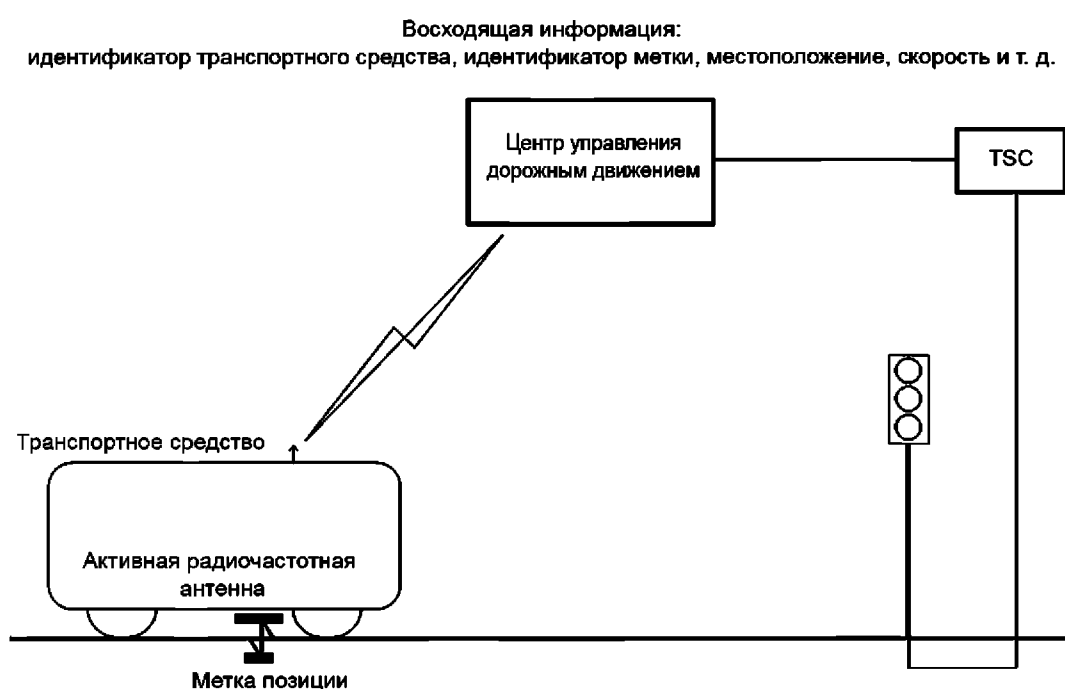 Восходящая информация:
идентификатор транспортного средства, идентификатор метки, местоположение, скорость и т. д.
Центр управления
дорожным движением
TSC
Транспортное средство
Активная радиочастотная
антенна
Метка позиции